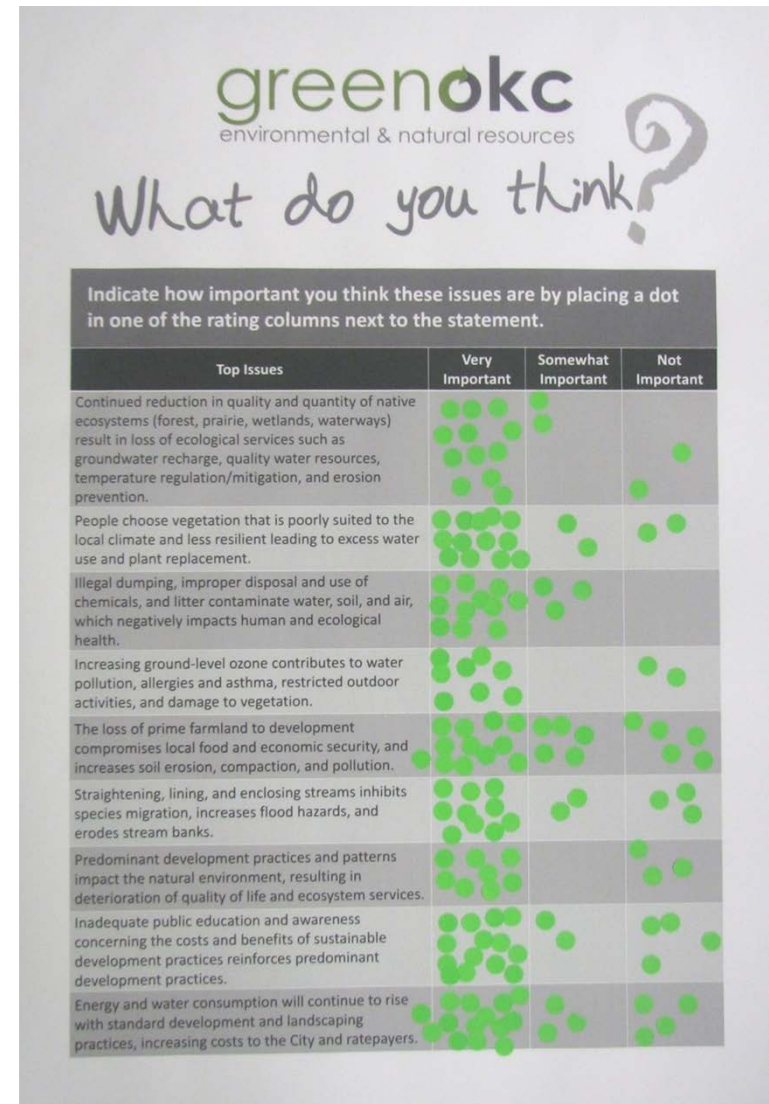 greenokc
environmental & natural resources
What do you think?
Indicate how important you think these issues are by placing a dot
in one of the rating columns next to the statement.
Top Issues
Very
Important
Somewhat
Important
Not
Important
Continued reduction in quality and quantity of native
ecosystems (forest, prairie, wetlands, waterways)
result in loss of ecological services such as
groundwater recharge, quality water resources,
temperature regulation/mitigation, and erosion
prevention.
People choose vegetation that is poorly suited to the
local climate and less resilient leading to excess water
use and plant replacement.
Illegal dumping, improper disposal and use of
chemicals, and litter contaminate water, soil, and air,
which negatively impacts human and ecological
health.
Increasing ground-level ozone contributes to water
pollution, allergies and asthma, restricted outdoor
activities, and damage to vegetation.
The loss of prime farmland to development
compromises local food and economic security, and
increases soil erosion, compaction, and pollution.
Straightening, lining, and enclosing streams inhibits
species migration, increases flood hazards, and
erodes stream banks.
Predominant development practices and patterns
impact the natural environment, resulting in
deterioration of quality of life and ecosystem services.
Inadequate public education and awareness
concerning the costs and benefits of sustainable
development practices reinforces predominant
development practices.
Energy and water consumption will continue to rise
with standard development and landscaping
practices, increasing costs to the City and ratepayers.